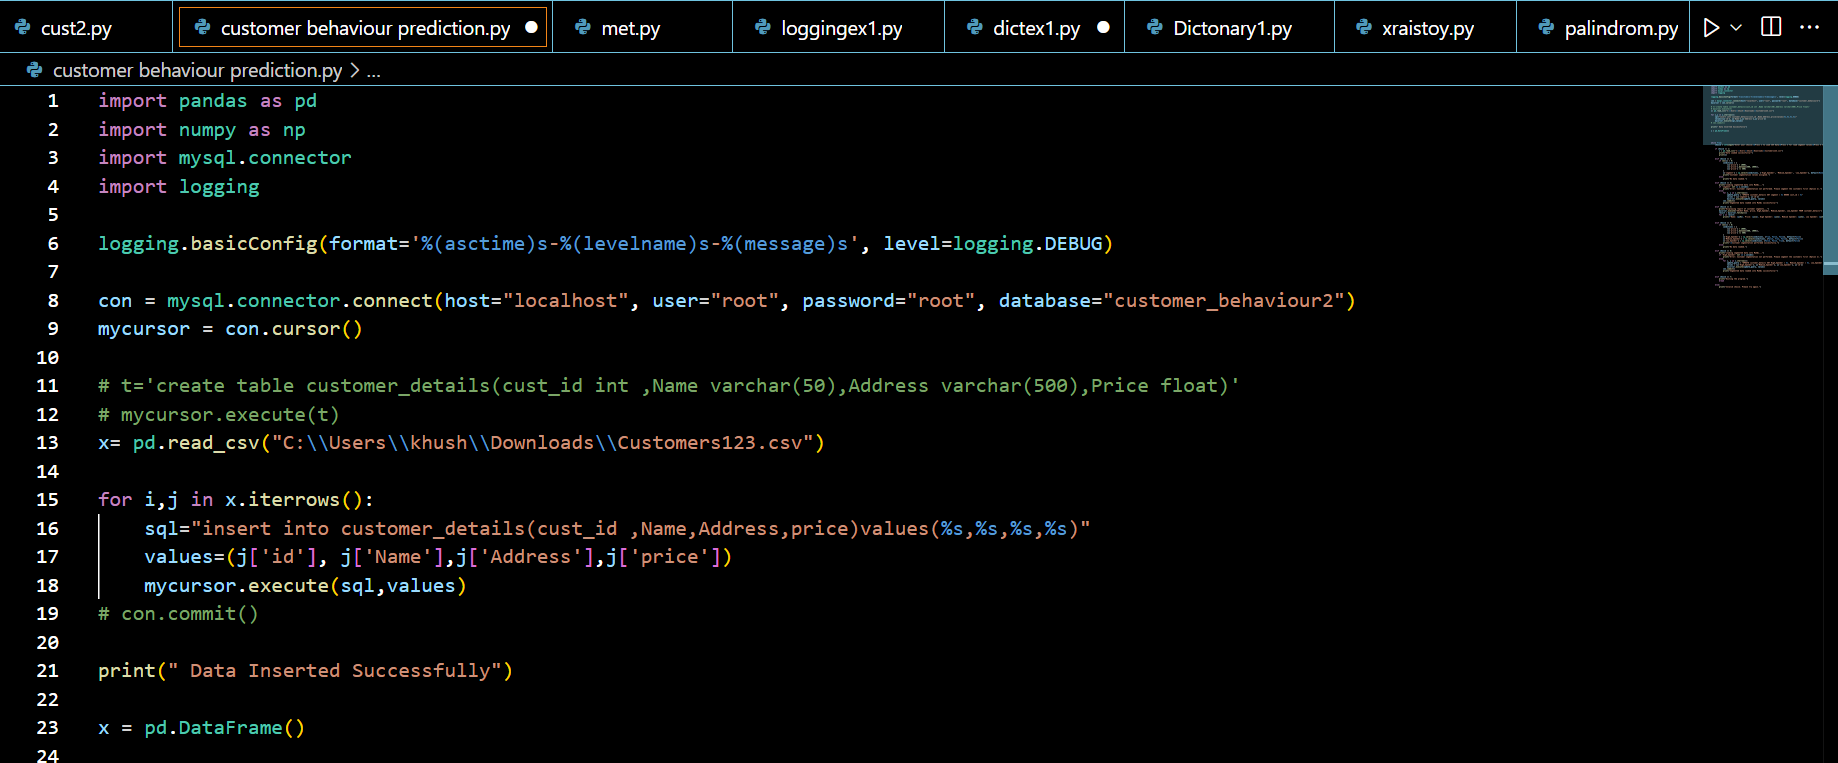 cust2.py customer behaviour prediction.py met.py loggingex1.py dictex1.py Dictonary1.py xraistoy.py palindrom.py
customer behaviour prediction.py > ...
1 import pandas as pd
2 import numpy as np
3 import mysql.connector
4 import logging
5
6 logging.basicConfig(format='%(asctime)s-%(levelname)s-%(message)s', level=logging.DEBUG)
7
8 con = mysql.connector.connect(host="localhost", user="root", password="root", database="customer_behaviour2")
9 mycursor = con.cursor()
10
11 # t='create table customer_details(cust_id int ,Name varchar(50),Address varchar(500),Price float)'
12 # mycursor.execute(t)
13 x= pd.read_csv("C:\\Users\\khush\\Downloads\\Customers123.csv")
14
15 for i,j in x.iterrows():
16     sql="insert into customer_details(cust_id ,Name,Address,price)values(%s,%s,%s,%s)"
17     values=(j['id'], j['Name'],j['Address'],j['price'])
18     mycursor.execute(sql,values)
19 # con.commit()
20
21 print(" Data Inserted Successfully")
22
23 x = pd.DataFrame()
24